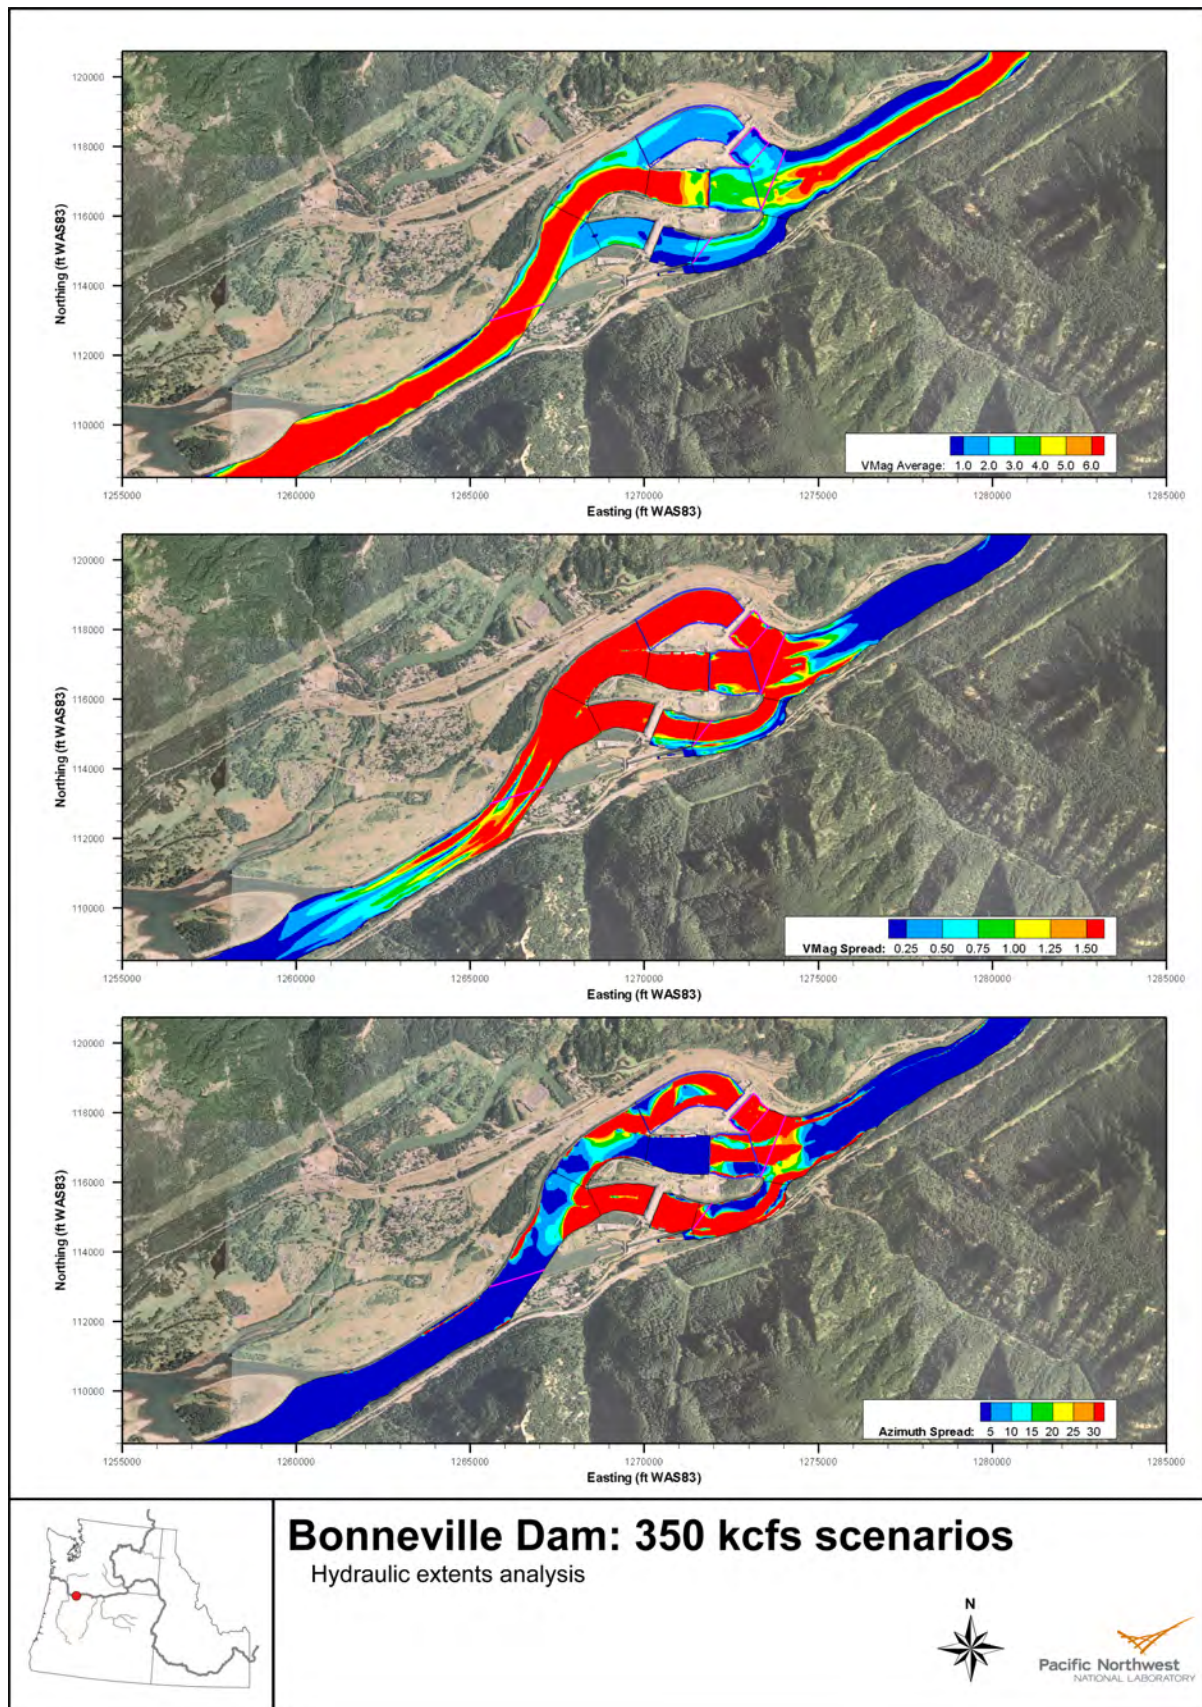 120000
118000
116000
114000
112000
110000
Northing (ft WAS83)
VMag Average: 1.0 2.0 3.0 4.0 5.0 6.0
1255000 1260000 1265000 1270000 1275000 1280000 1285000
Easting (ft WAS83)
120000
118000
116000
114000
112000
110000
Northing (ft WAS83)
VMag Spread: 0.25 0.50 0.75 1.00 1.25 1.50
1255000 1260000 1265000 1270000 1275000 1280000 1285000
Easting (ft WAS83)
120000
118000
116000
114000
112000
110000
Northing (ft WAS83)
Azimuth Spread: 5 10 15 20 25 30
1255000 1260000 1265000 1270000 1275000 1280000 1285000
Easting (ft WAS83)
Bonneville Dam: 350 kcfs scenarios
Hydraulic extents analysis
N
Pacific Northwest
NATIONAL LABORATORY